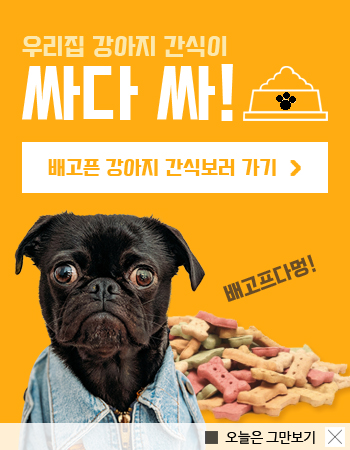 우리집 강아지 간식이
싸다 싸!
배고픈 강아지 간식보러 가기
배고프다멍!
오늘은 그만보기